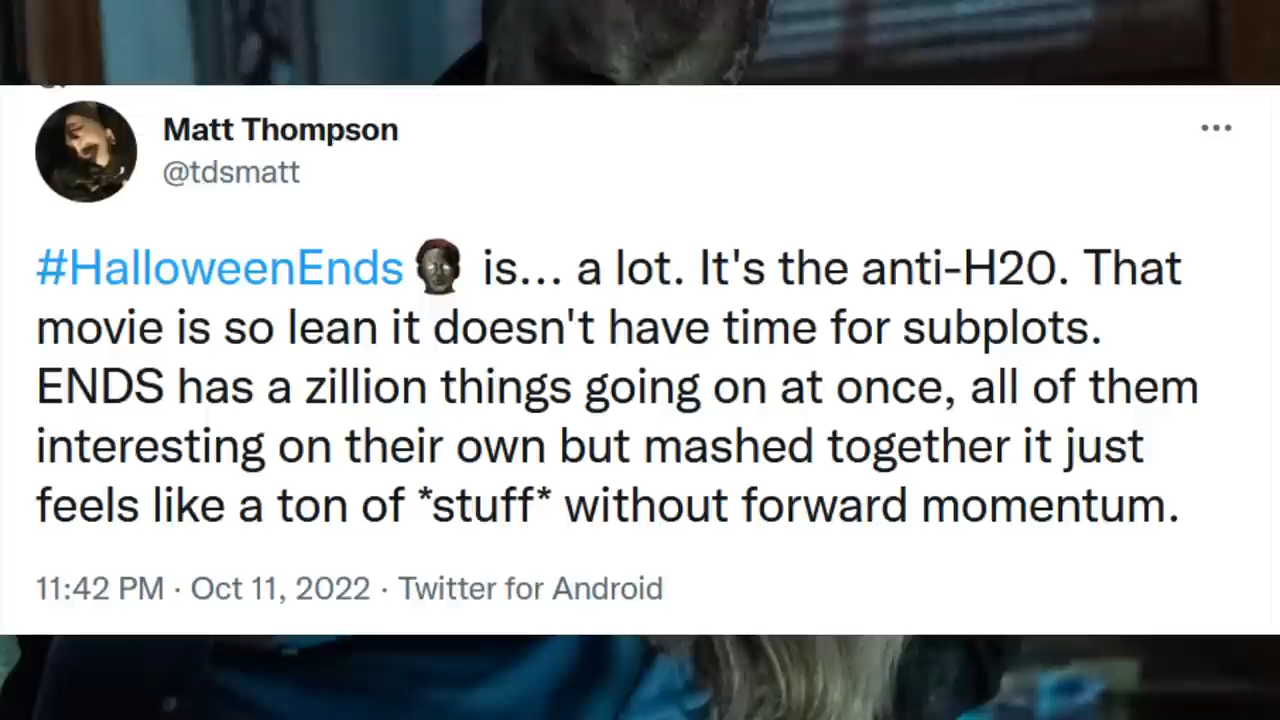 Matt Thompson
@tdsmatt
#HalloweenEnds is... a lot. It's the anti-H20. That
movie is so lean it doesn't have time for subplots.
ENDS has a zillion things going on at once, all of them
interesting on their own but mashed together it just
feels like a ton of *stuff* without forward momentum.
11:42 PM · Oct 11, 2022 · Twitter for Android